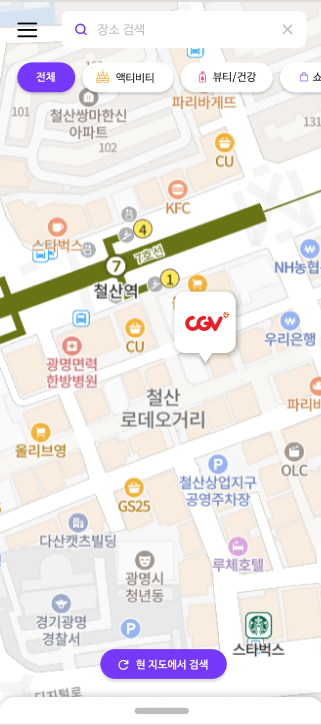 장소 검색
전체
액티비티
뷰티/건강
쇼
101
철산쌍마한신
아파트
102
파리바게뜨
101
CU
KFC
스타벅스
4
7호선
7
철산역
1
NH농협
CGV
우리은행
CU
광명면력
한방병원
철산
로데오거리
파리바
올리브영
OLC
철산상업지구
공영주차장
P
GS25
다산캣츠빌딩
광명시
청년동
루체호텔
경기광명
경찰서
P
스타벅스
현 지도에서 검색
디지털로